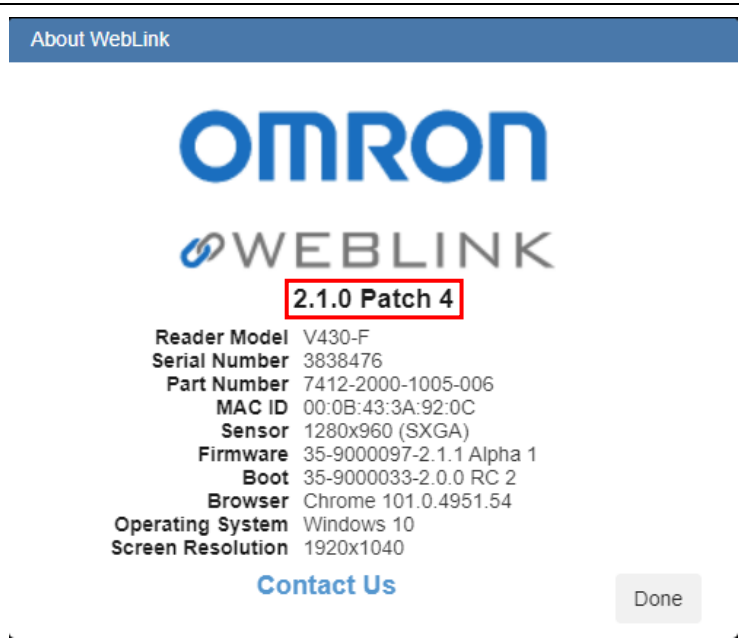 About WebLink
OMRON
WEBLINK
2.1.0 Patch 4
Reader Model V430-F
Serial Number 3838476
Part Number 7412-2000-1005-006
MAC ID 00:0B:43:3A:92:0C
Sensor 1280x960 (SXGA)
Firmware 35-9000097-2.1.1 Alpha 1
Boot 35-9000033-2.0.0 RC 2
Browser Chrome 101.0.4951.54
Operating System Windows 10
Screen Resolution 1920x1040
Contact Us
Done